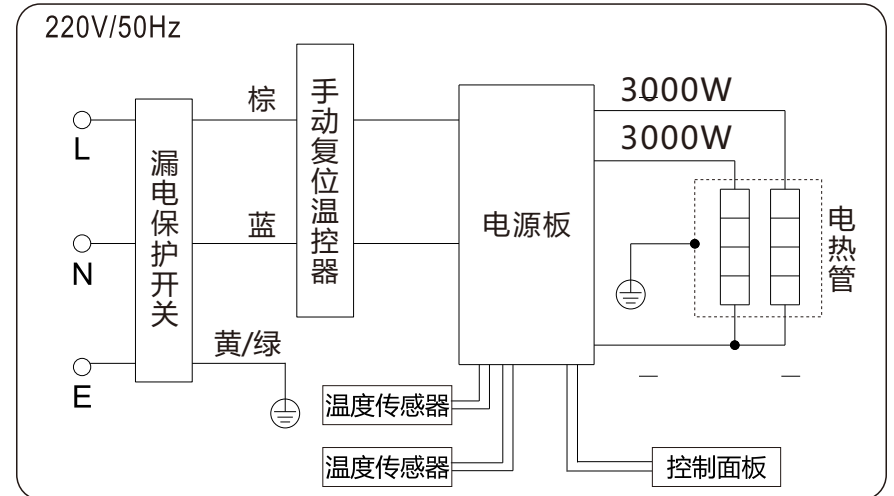 220V/50Hz
L
N
E
漏电保护开关
棕
蓝
黄/绿
手动复位温控器
电源板
3000W
3000W
电热管
温度传感器
温度传感器
控制面板